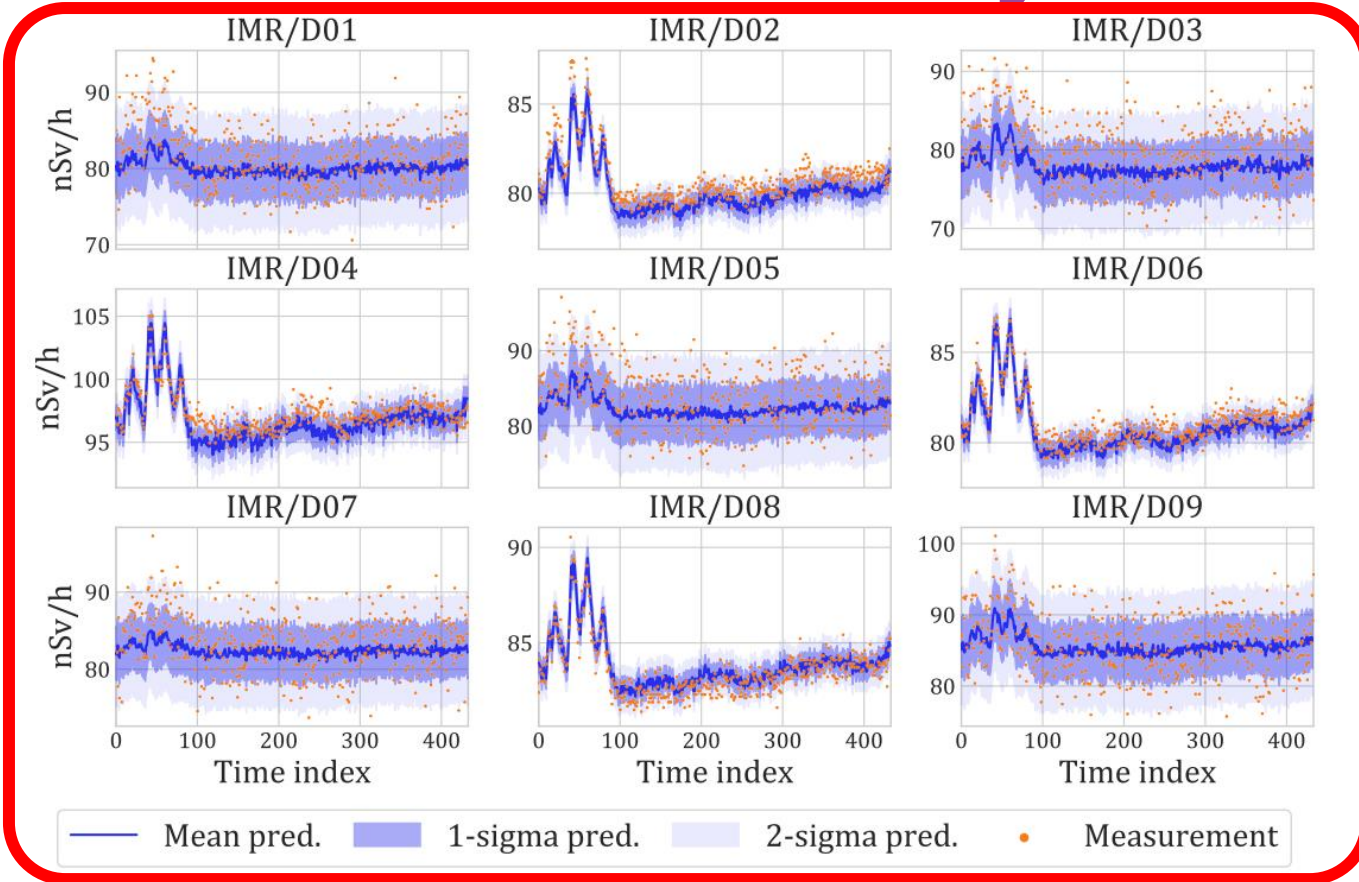 IMR/D01 IMR/D02 IMR/D03
nSv/h 90 80 70 85 80 90 80 70
IMR/D04 IMR/D05 IMR/D06
nSv/h 105 100 95 90 80 85 80
IMR/D07 IMR/D08 IMR/D09
nSv/h 90 80 90 85 100 90 80
0 100 200 300 400 0 100 200 300 400 0 100 200 300 400
Time index Time index Time index
Mean pred. 1-sigma pred. 2-sigma pred. Measurement